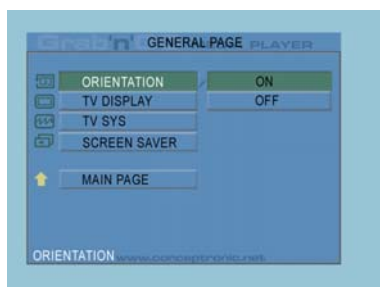 GENERAL PAGE
PLAYER
ORIENTATION ON
TV DISPLAY OFF
TV SYS
SCREEN SAVER
MAIN PAGE
ORIENTATION www.conceptronic.net